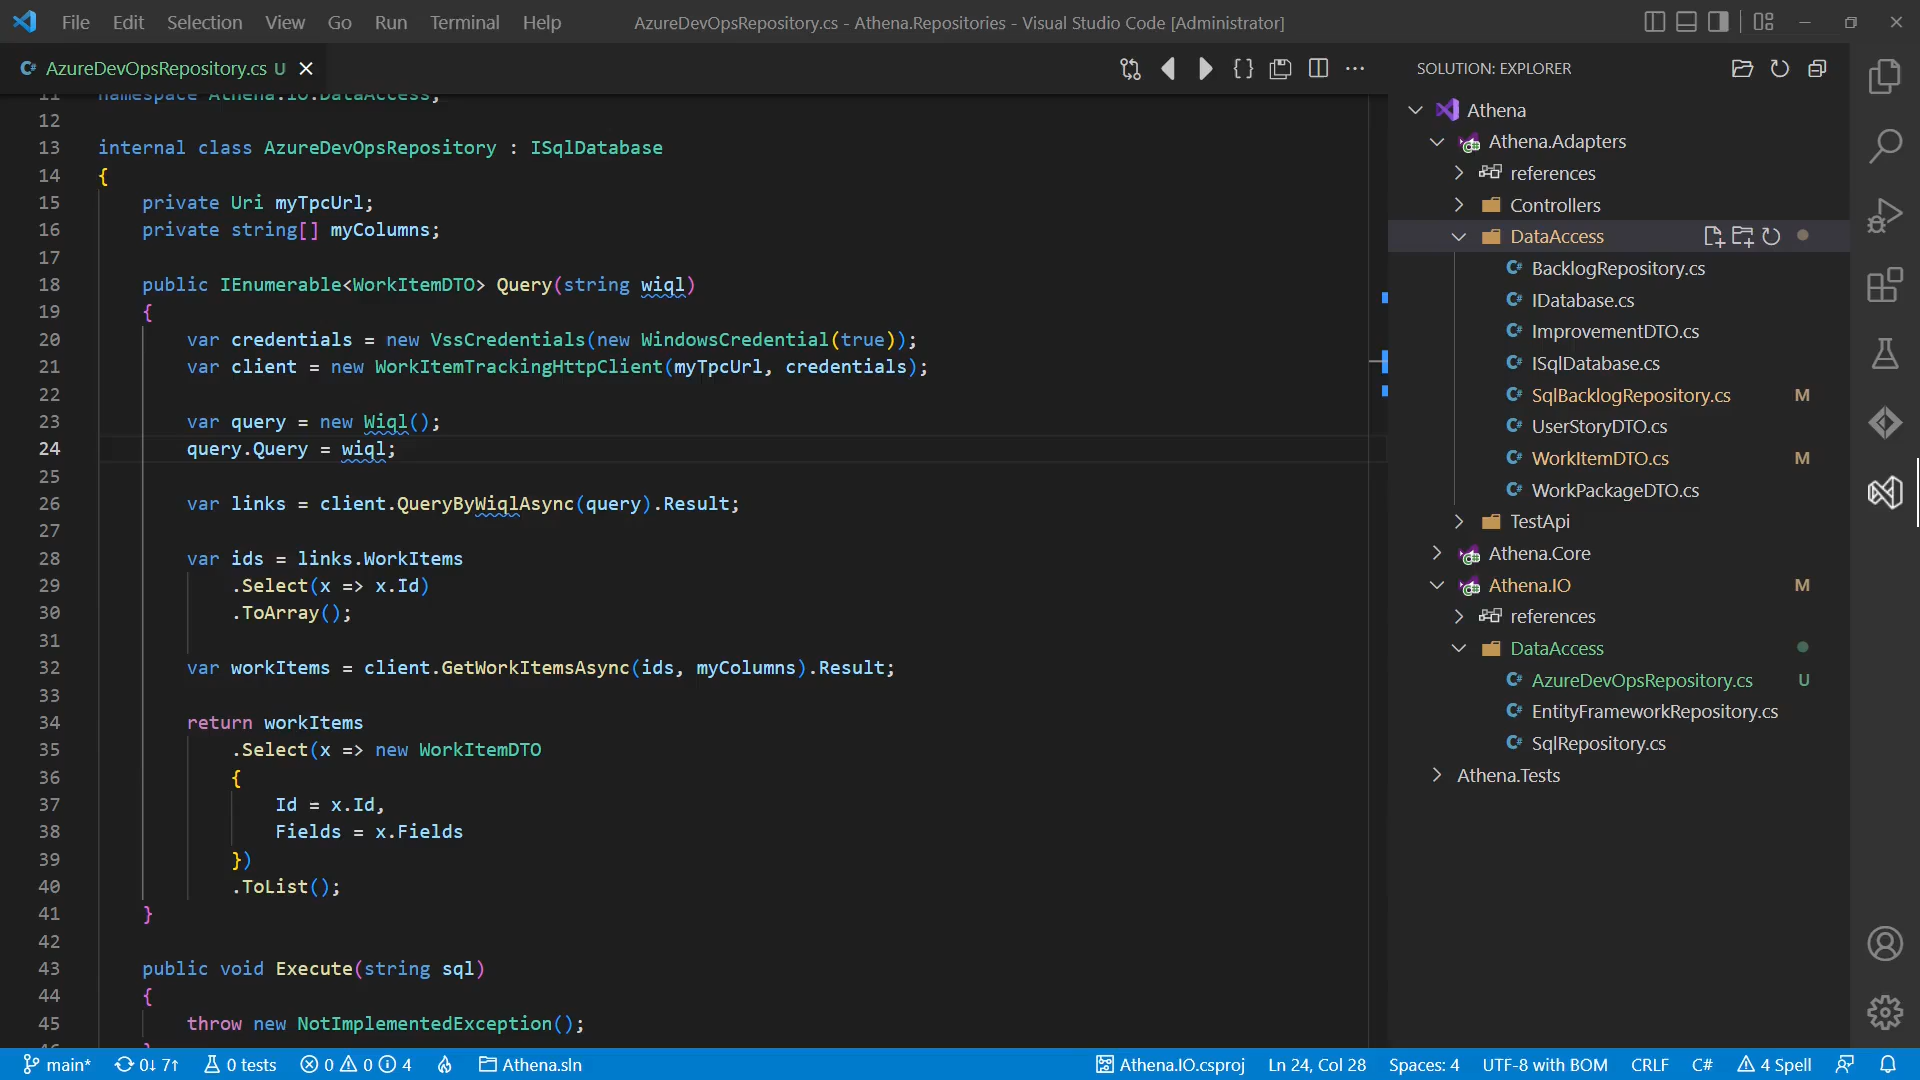 File Edit Selection View Go Run Terminal Help
AzureDevOpsRepository.cs - Athena.Repositories - Visual Studio Code [Administrator]
C# AzureDevOpsRepository.cs U
11 namespace Athena.IO.DataAccess;
12
13 internal class AzureDevOpsRepository : ISqlDatabase
14 {
15 private Uri myTpcUrl;
16 private string[] myColumns;
17
18 public IEnumerable<WorkItemDTO> Query(string wiql)
19 {
20 var credentials = new VssCredentials(new WindowsCredential(true));
21 var client = new WorkItemTrackingHttpClient(myTpcUrl, credentials);
22
23 var query = new Wiql();
24 query.Query = wiql;
25
26 var links = client.QueryByWiqlAsync(query).Result;
27
28 var ids = links.WorkItems
29 .Select(x => x.Id)
30 .ToArray();
31
32 var workItems = client.GetWorkItemsAsync(ids, myColumns).Result;
33
34 return workItems
35 .Select(x => new WorkItemDTO
36 {
37 Id = x.Id,
38 Fields = x.Fields
39 })
40 .ToList();
41 }
42
43 public void Execute(string sql)
44 {
45 throw new NotImplementedException();
SOLUTION: EXPLORER
Athena
Athena.Adapters
references
Controllers
DataAccess
C# BacklogRepository.cs
C# IDatabase.cs
C# ImprovementDTO.cs
C# ISqlDatabase.cs
C# SqlBacklogRepository.cs M
C# UserStoryDTO.cs
C# WorkItemDTO.cs M
C# WorkPackageDTO.cs
TestApi
Athena.Core
Athena.IO M
references
DataAccess
C# AzureDevOpsRepository.cs U
C# EntityFrameworkRepository.cs
C# SqlRepository.cs
Athena.Tests
main* 0↓ 7↑ 0 tests 0 0 4 Athena.sln
Athena.IO.csproj Ln 24, Col 28 Spaces: 4 UTF-8 with BOM CRLF C# 4 Spell